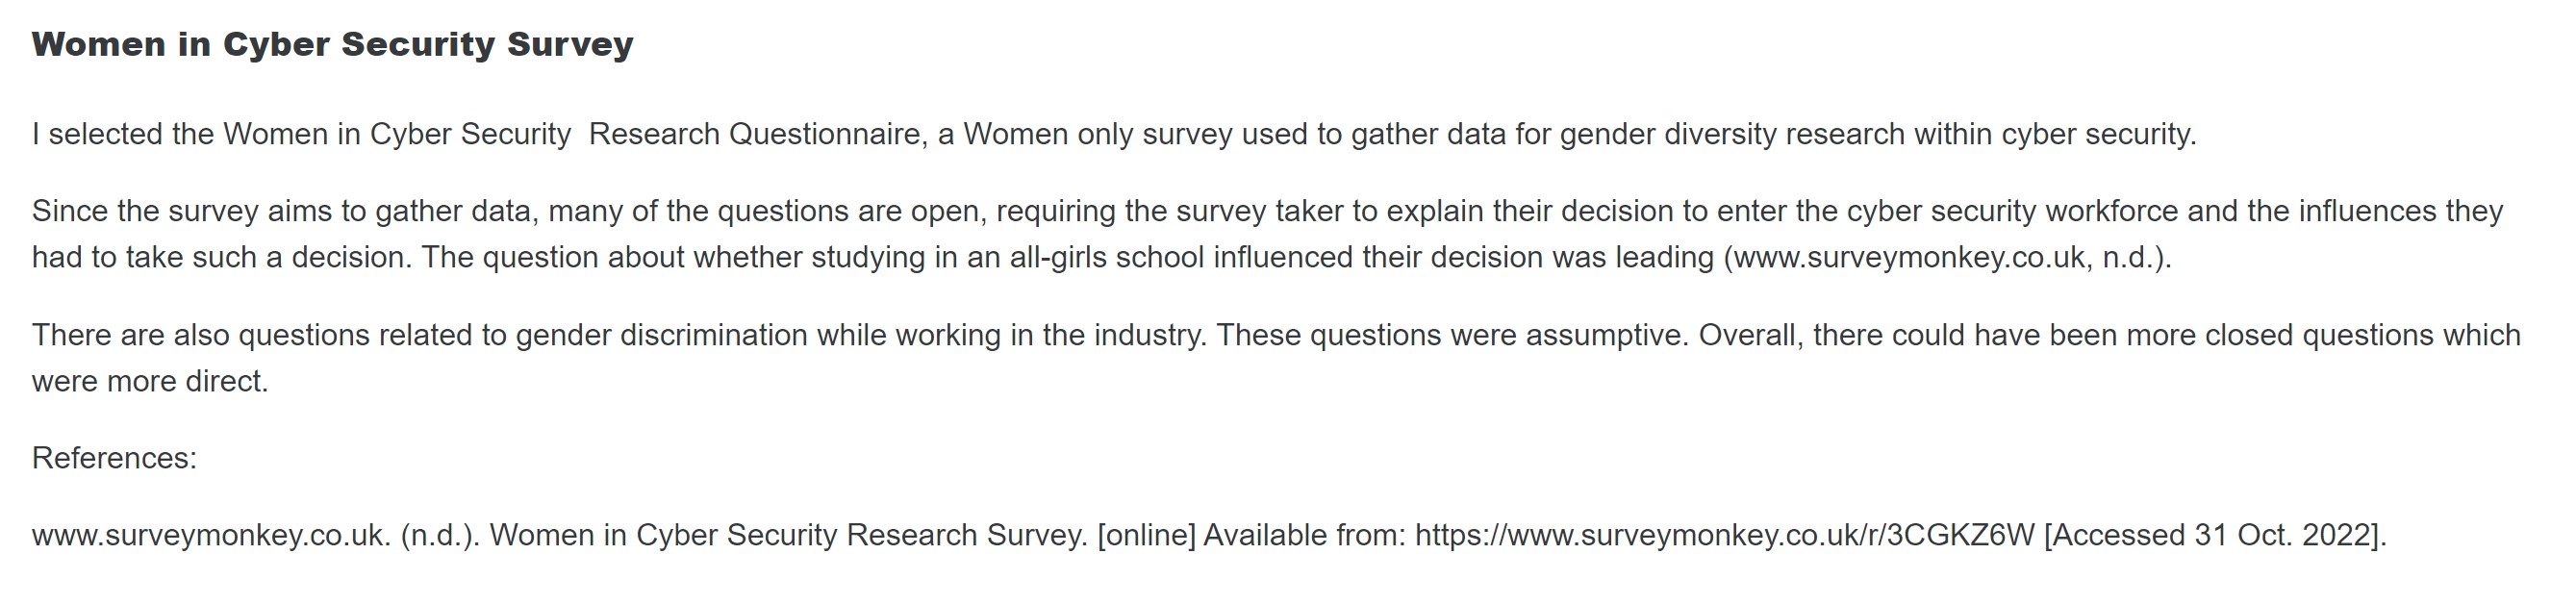 Women in Cyber Security Survey
I selected the Women in Cyber Security  Research Questionnaire, a Women only survey used to gather data for gender diversity research within cyber security.
Since the survey aims to gather data, many of the questions are open, requiring the survey taker to explain their decision to enter the cyber security workforce and the influences they
had to take such a decision. The question about whether studying in an all-girls school influenced their decision was leading (www.surveymonkey.co.uk, n.d.).
There are also questions related to gender discrimination while working in the industry. These questions were assumptive. Overall, there could have been more closed questions which
were more direct.
References:
www.surveymonkey.co.uk. (n.d.). Women in Cyber Security Research Survey. [online] Available from: https://www.surveymonkey.co.uk/r/3CGKZ6W [Accessed 31 Oct. 2022].